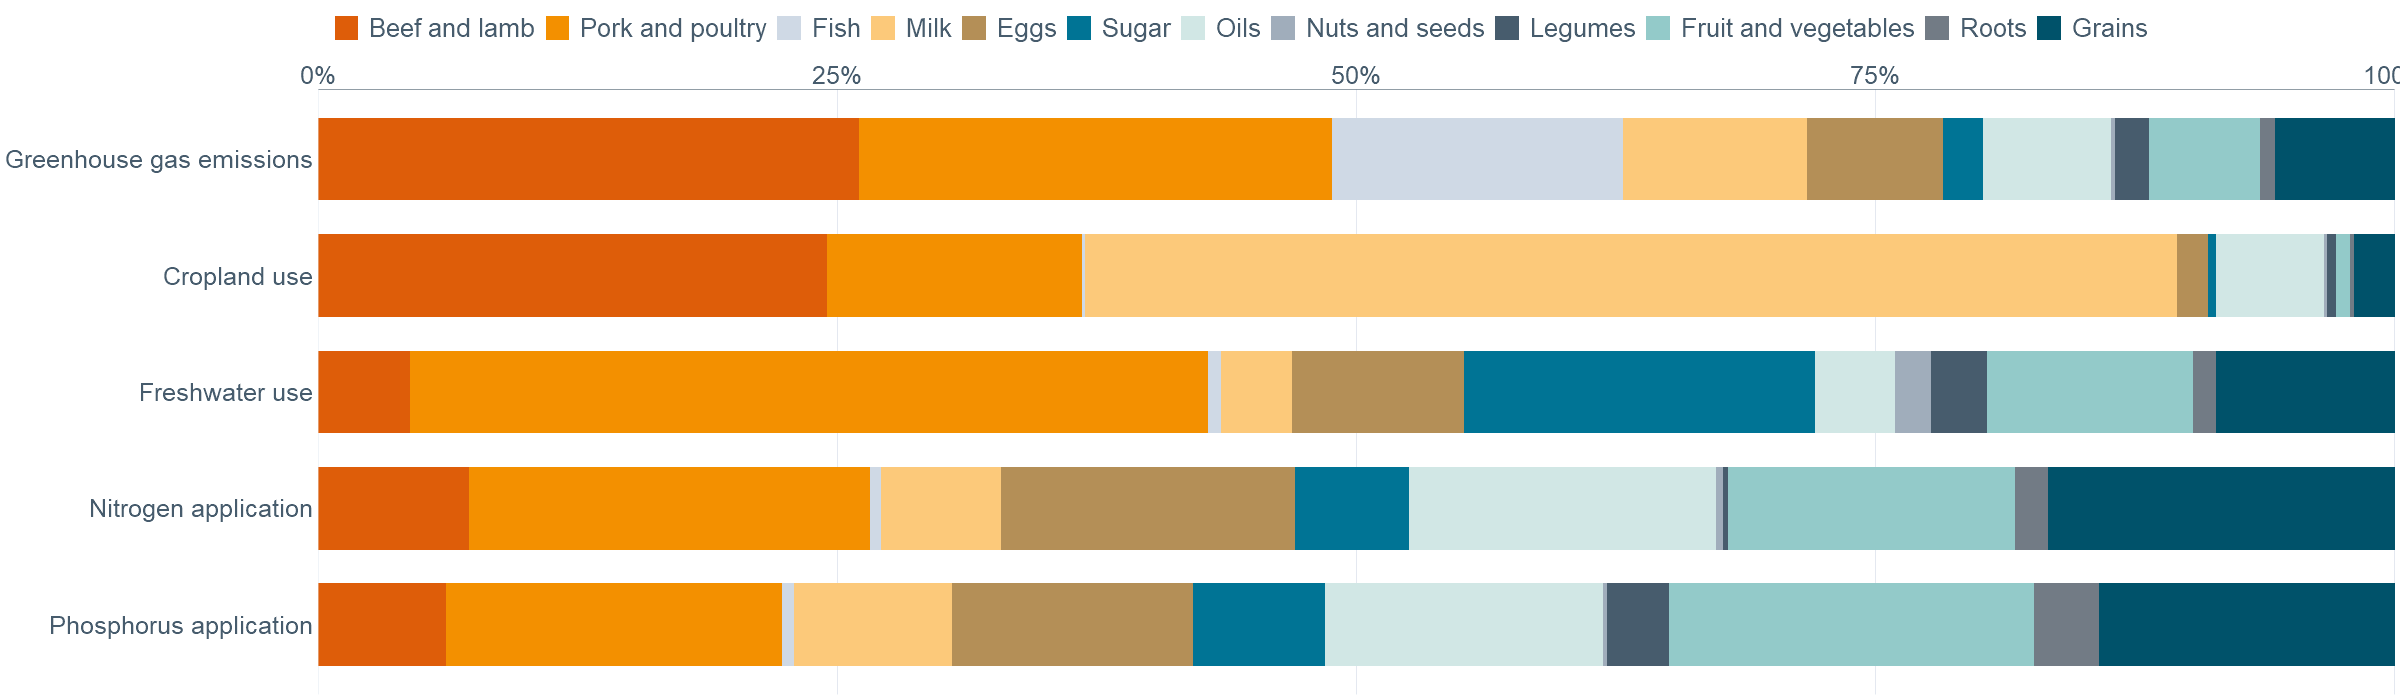 Beef and lamb Pork and poultry Fish Milk Eggs Sugar Oils Nuts and seeds Legumes Fruit and vegetables Roots Grains
0% 25% 50% 75% 100
Greenhouse gas emissions
Cropland use
Freshwater use
Nitrogen application
Phosphorus application